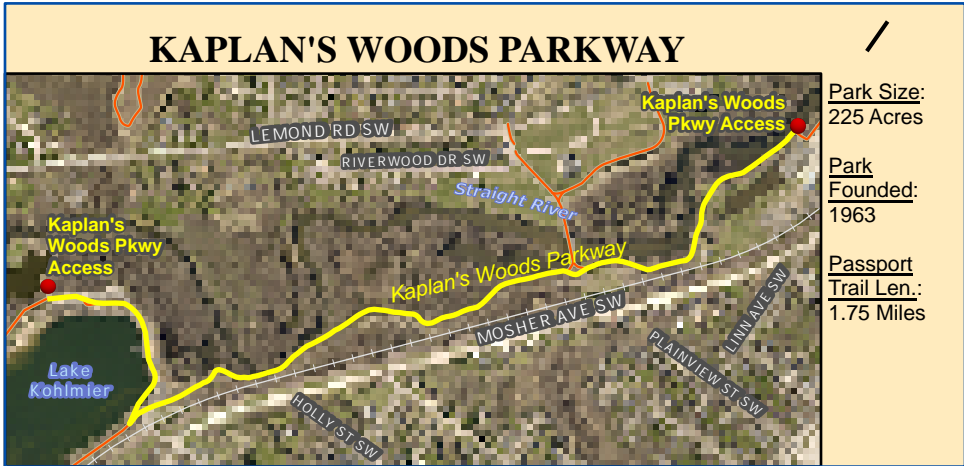 KAPLAN'S WOODS PARKWAY
Kaplan's Woods
Pkwy Access
LEMOND RD SW
RIVERWOOD DR SW
Straight River
Kaplan's
Woods Pkwy
Access
Kaplan's Woods Parkway
MOSHER AVE SW
LINN AVE SW
PLAINVIEW ST SW
Lake
Kohlmier
HOLLY ST SW
Park Size:
225 Acres
Park
Founded:
1963
Passport
Trail Len.:
1.75 Miles